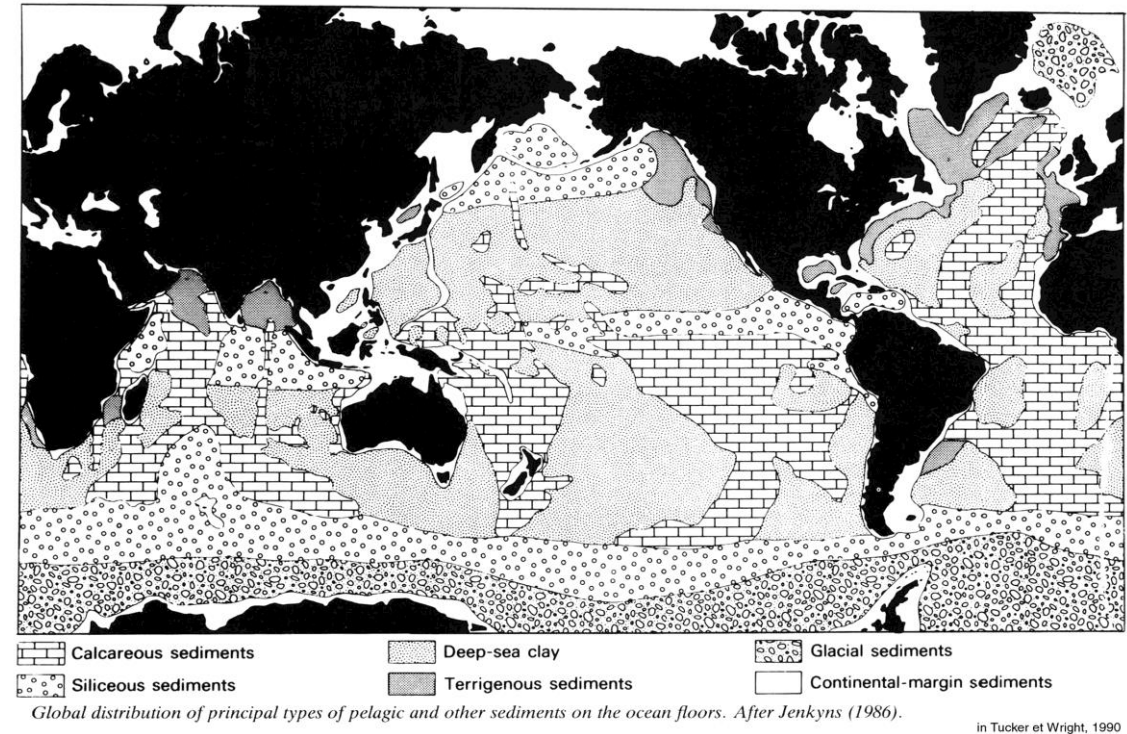 Calcareous sediments
Deep-sea clay
Glacial sediments
Siliceous sediments
Terrigenous sediments
Continental-margin sediments
Global distribution of principal types of pelagic and other sediments on the ocean floors. After Jenkyns (1986).
in Tucker et Wright, 1990